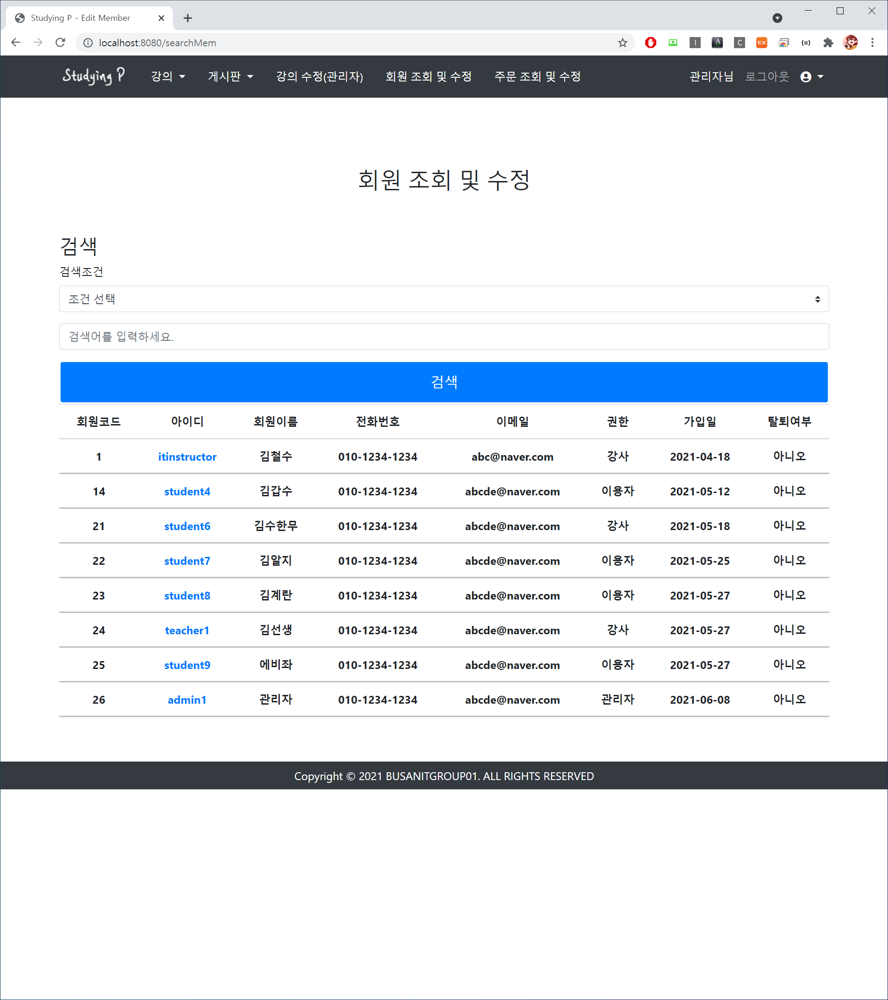 Studying P - Edit Member
localhost:8080/searchMem
Studying P 강의 게시판 강의 수정(관리자) 회원 조회 및 수정 주문 조회 및 수정 관리자님 로그아웃
회원 조회 및 수정
검색
검색조건
조건 선택
검색어를 입력하세요.
검색
회원코드 아이디 회원이름 전화번호 이메일 권한 가입일 탈퇴여부
1 itinstructor 김철수 010-1234-1234 abc@naver.com 강사 2021-04-18 아니오
14 student4 김갑수 010-1234-1234 abcde@naver.com 이용자 2021-05-12 아니오
21 student6 김수한무 010-1234-1234 abcde@naver.com 강사 2021-05-18 아니오
22 student7 김알지 010-1234-1234 abcde@naver.com 이용자 2021-05-25 아니오
23 student8 김계란 010-1234-1234 abcde@naver.com 이용자 2021-05-27 아니오
24 teacher1 김선생 010-1234-1234 abcde@naver.com 강사 2021-05-27 아니오
25 student9 에비좌 010-1234-1234 abcde@naver.com 이용자 2021-05-27 아니오
26 admin1 관리자 010-1234-1234 abcde@naver.com 관리자 2021-06-08 아니오
Copyright © 2021 BUSANITGROUP01. ALL RIGHTS RESERVED